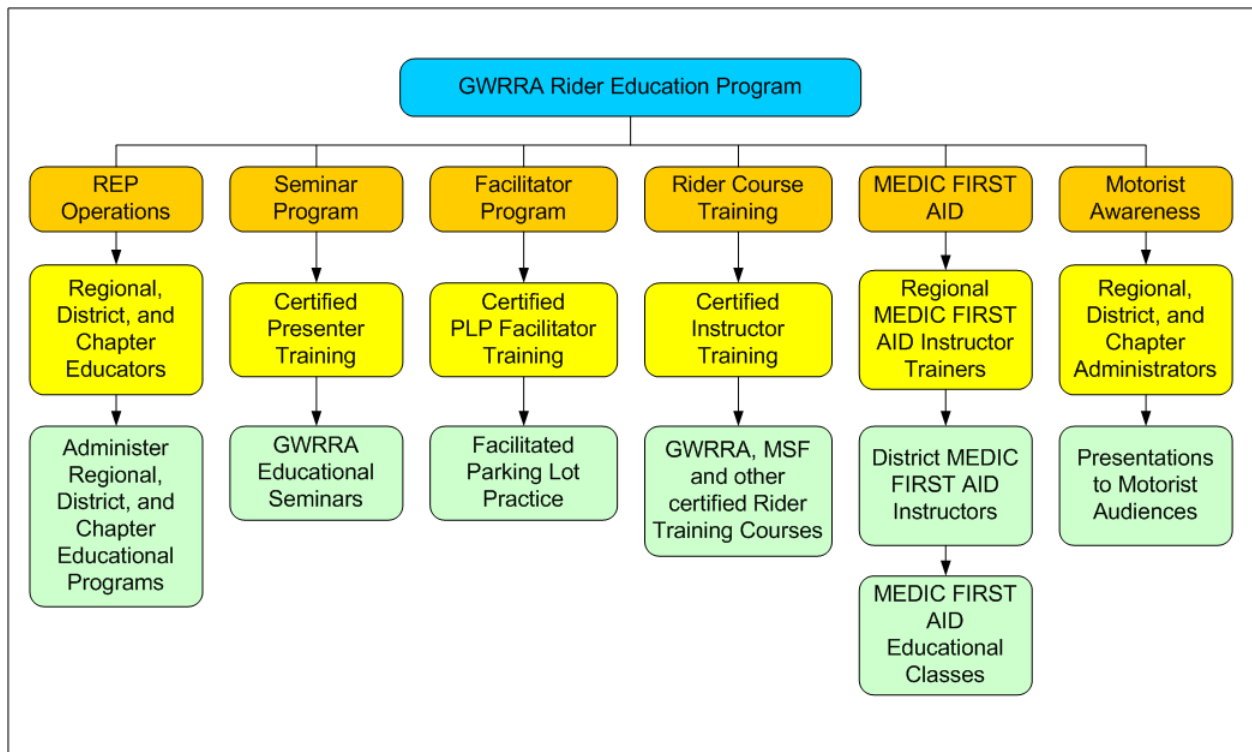 GWRRA Rider Education Program
REP
Operations
Seminar
Program
Facilitator
Program
Rider Course
Training
MEDIC FIRST
AID
Motorist
Awareness
Regional,
District, and
Chapter
Educators
Certified
Presenter
Training
Certified
PLP Facilitator
Training
Certified
Instructor
Training
Regional
MEDIC FIRST
AID Instructor
Trainers
Regional,
District, and
Chapter
Administrators
Administer
Regional,
District, and
Chapter
Educational
Programs
GWRRA
Educational
Seminars
Facilitated
Parking Lot
Practice
GWRRA, MSF
and other
certified Rider
Training Courses
District MEDIC
FIRST AID
Instructors
Presentations
to Motorist
Audiences
MEDIC FIRST
AID
Educational
Classes